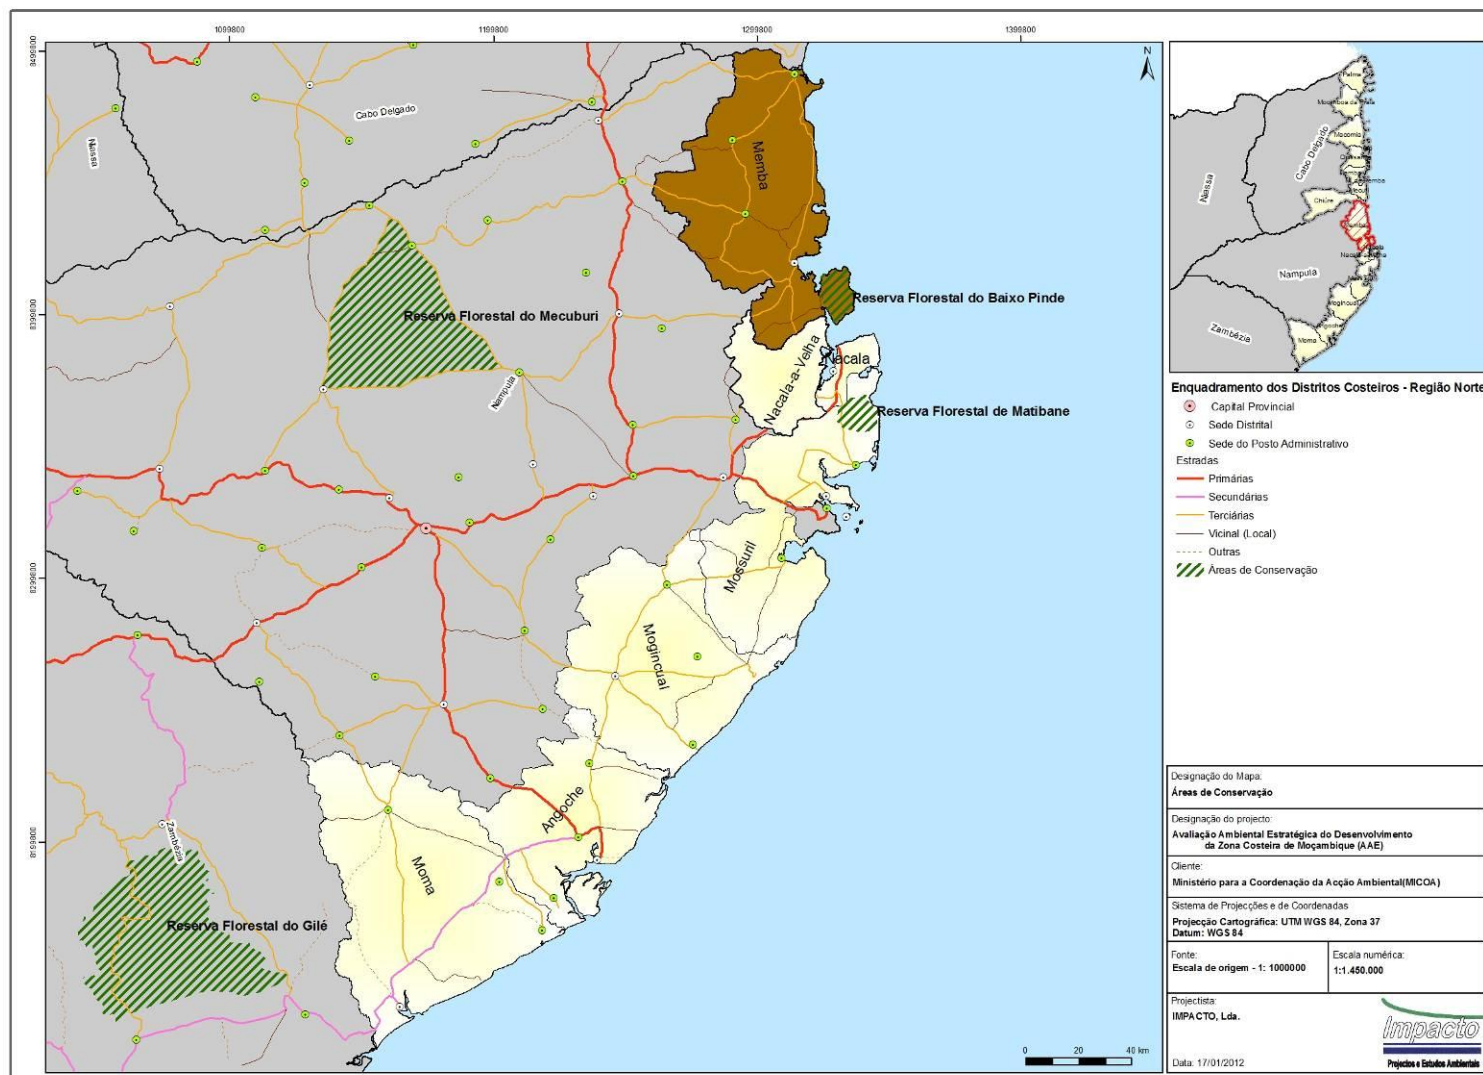 1099800
1199800
1299800
1399800
8499800
8399800
8299800
8199800
N
Cabo Delgado
Niassa
Memba
Reserva Florestal do Baixo Pinde
Reserva Florestal do Mecuburi
Nacala
Nacala-a-Velha
Nampula
Reserva Florestal de Matibane
Mossuril
Mogincual
Angoche
Moma
Zambézia
Reserva Florestal do Gilé
0 20 40 km
Palma
Macomia
Cabo Delgado
Niassa
Chiúre
Nampula
Mogincual
Angoche
Moma
Zambézia
Enquadramento dos Distritos Costeiros - Região Norte
Capital Provincial
Sede Distrital
Sede do Posto Administrativo
Estradas
Primárias
Secundárias
Terciárias
Vicinal (Local)
Outras
Áreas de Conservação
Designação do Mapa:
Áreas de Conservação
Designação do projecto:
Avaliação Ambiental Estratégica do Desenvolvimento
da Zona Costeira de Moçambique (AAE)
Cliente:
Ministério para a Coordenação da Acção Ambiental(MICOA)
Sistema de Projecções e de Coordenadas
Projecção Cartográfica: UTM WGS 84, Zona 37
Datum: WGS 84
Fonte:
Escala de origem - 1: 1000000
Escala numérica:
1:1.450.000
Projectista:
IMPACTO, Lda.
Impacto
Projectos e Estudos Ambientais
Data: 17/01/2012